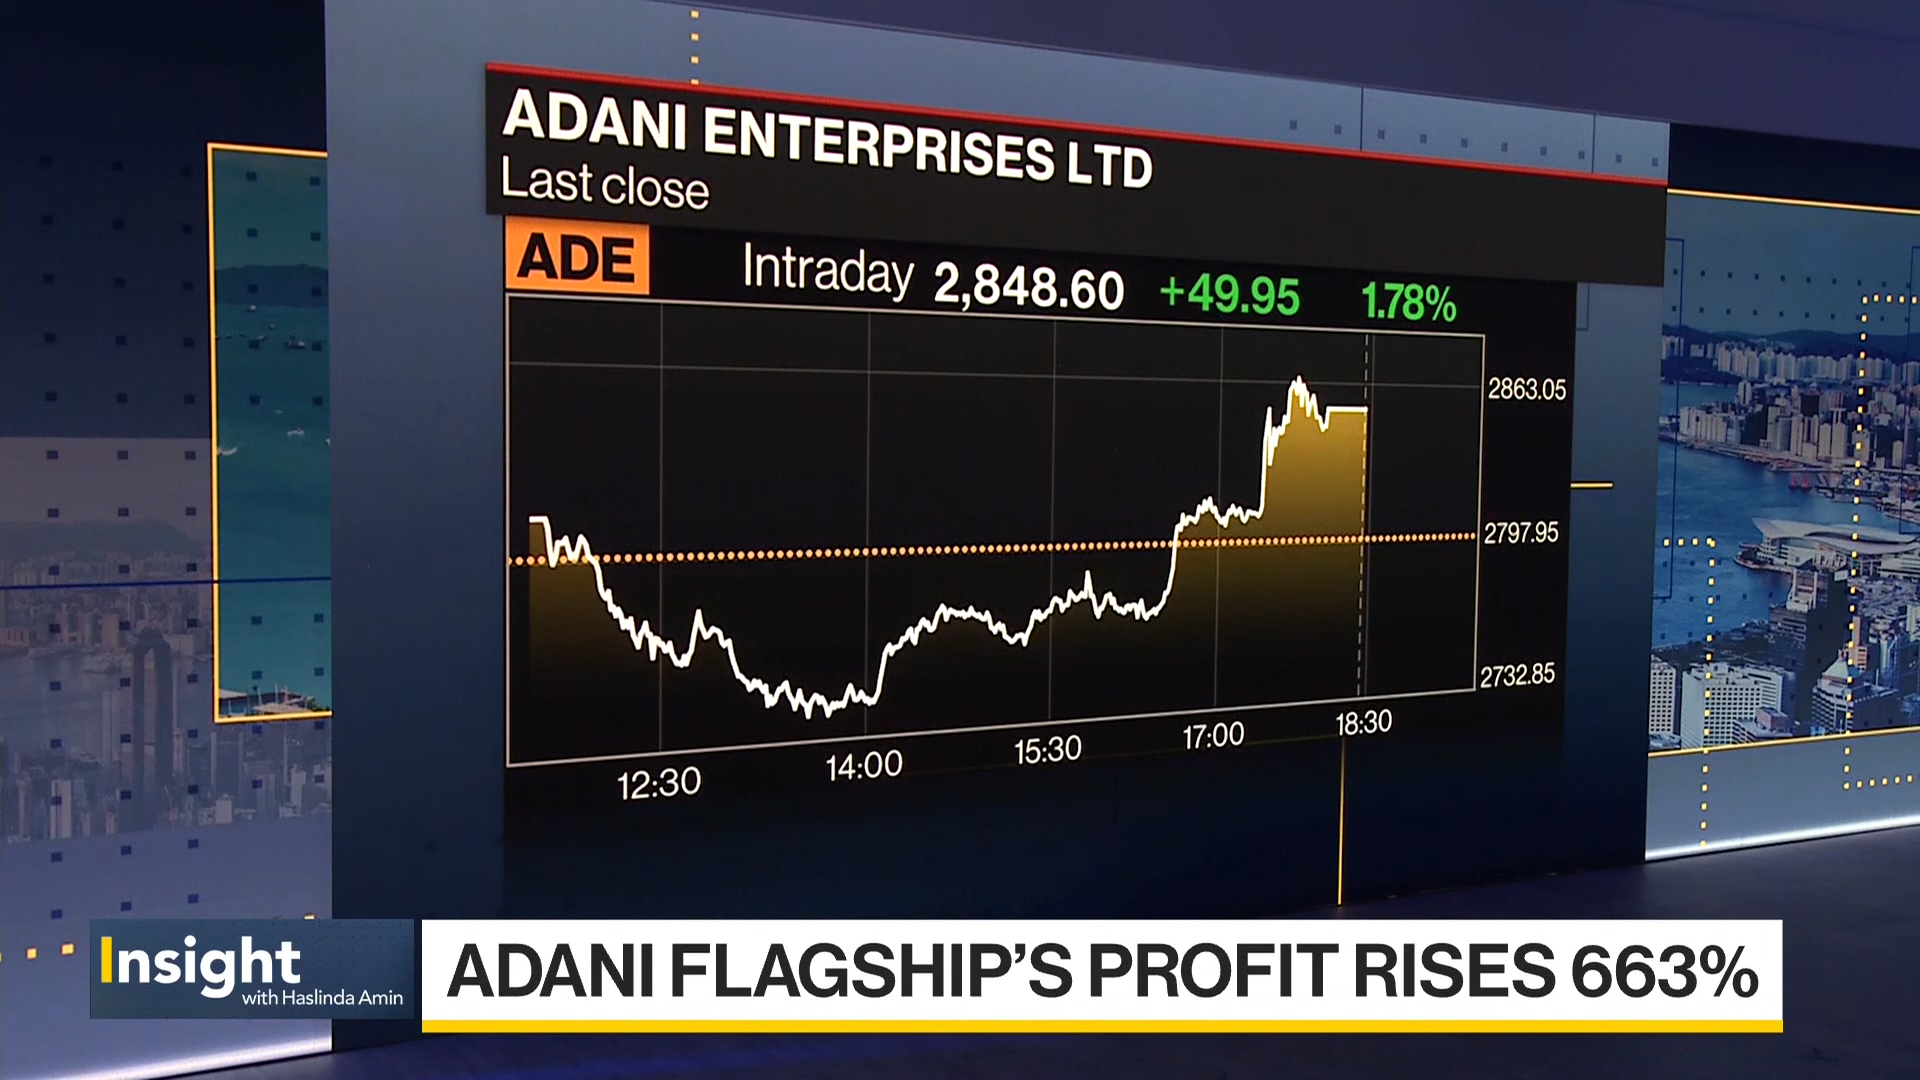 ADANI ENTERPRISES LTD
Last close
ADE Intraday 2,848.60 +49.95 1.78%
2863.05
2797.95
2732.85
12:30 14:00 15:30 17:00 18:30
Insight
with Haslinda Amin
ADANI FLAGSHIP’S PROFIT RISES 663%